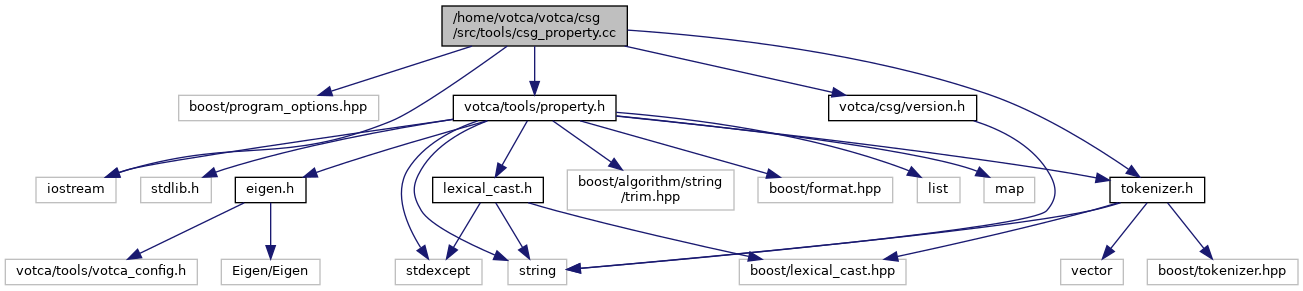 /home/votca/votca/csg
/src/tools/csg_property.cc
boost/program_options.hpp
votca/tools/property.h
votca/csg/version.h
iostream
stdlib.h
eigen.h
lexical_cast.h
boost/algorithm/string
/trim.hpp
boost/format.hpp
list
map
tokenizer.h
votca/tools/votca_config.h
Eigen/Eigen
stdexcept
string
boost/lexical_cast.hpp
vector
boost/tokenizer.hpp